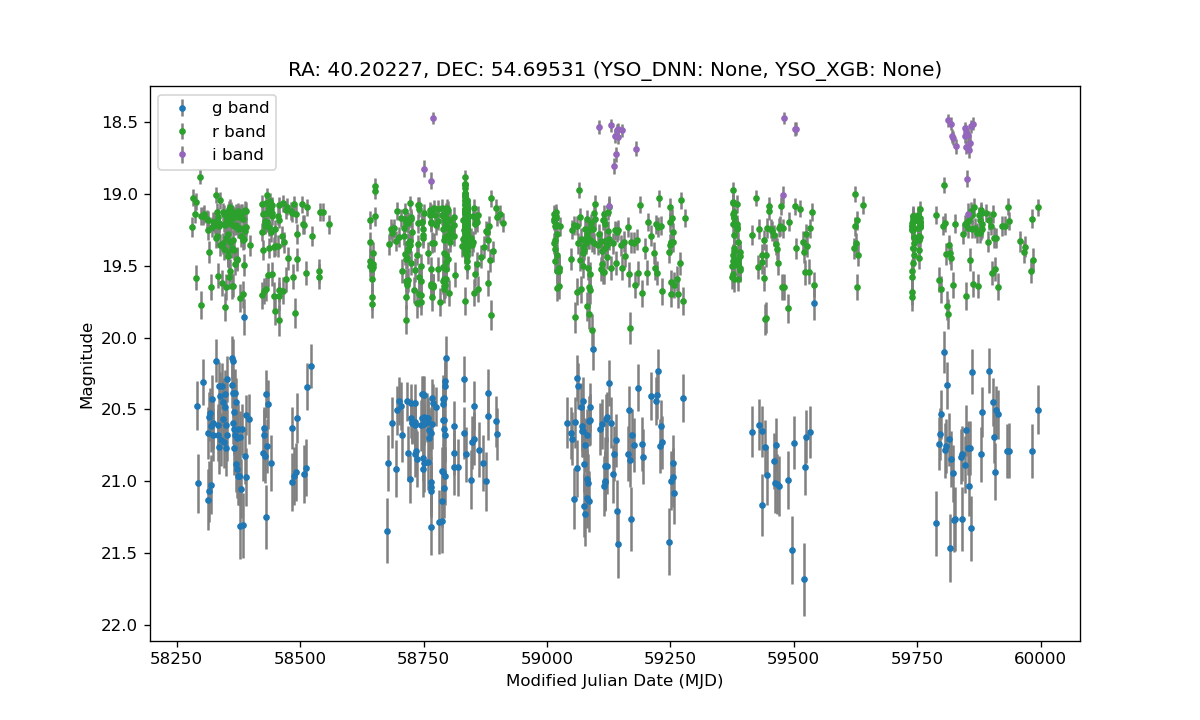 RA: 40.20227, DEC: 54.69531 (YSO_DNN: None, YSO_XGB: None)
g band
r band
i band
18.5
19.0
19.5
20.0
20.5
21.0
21.5
22.0
Magnitude
58250 58500 58750 59000 59250 59500 59750 60000
Modified Julian Date (MJD)